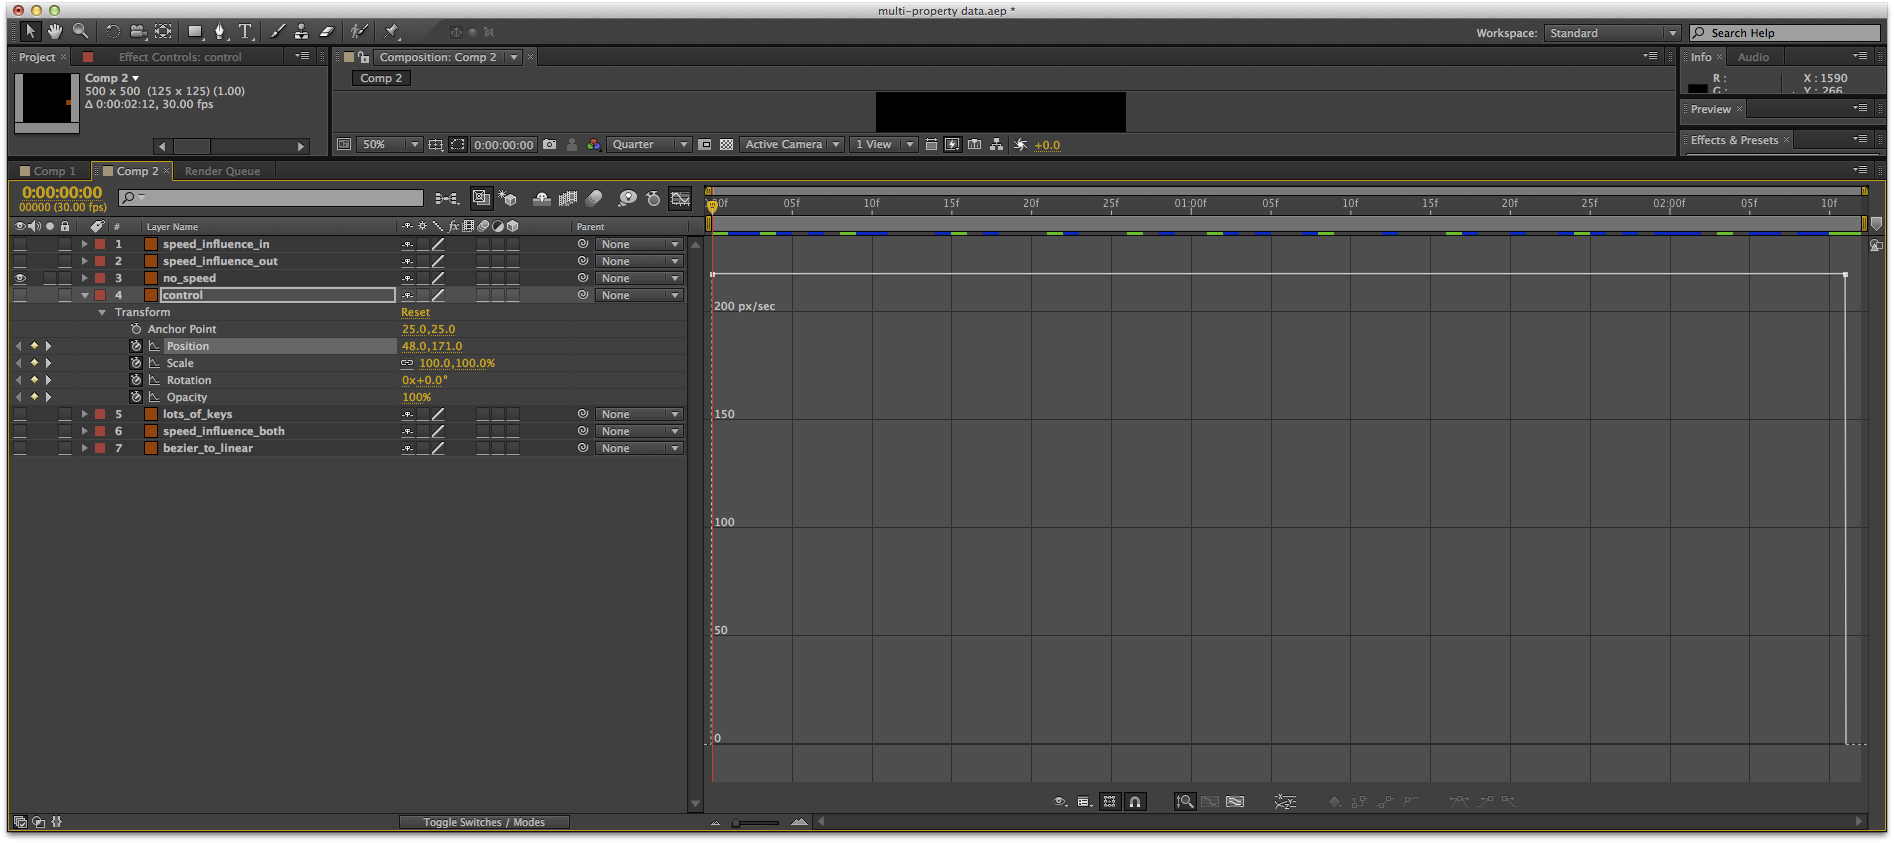 multi-property data.aep *
Workspace: Standard
Search Help
Project ×
Effect Controls: control
Composition: Comp 2
Info ×
Audio
Comp 2
500 x 500 (125 x 125) (1.00)
Δ 0:00:02:12, 30.00 fps
Comp 2
R :
G :
X : 1590
Y : 266
Preview ×
50%
0:00:00:00
Quarter
Active Camera
1 View
+0.0
Effects & Presets ×
Comp 1
Comp 2 ×
Render Queue
0:00:00:00
00000 (30.00 fps)
:00f 05f 10f 15f 20f 25f 01:00f 05f 10f 15f 20f 25f 02:00f 05f 10f
# Layer Name fx Parent
1 speed_influence_in None
2 speed_influence_out None
3 no_speed None
4 control None
Transform Reset
Anchor Point 25.0,25.0
Position 48.0,171.0
Scale 100.0,100.0%
Rotation 0x+0.0°
Opacity 100%
5 lots_of_keys None
6 speed_influence_both None
7 bezier_to_linear None
200 px/sec
150
100
50
0
Toggle Switches / Modes